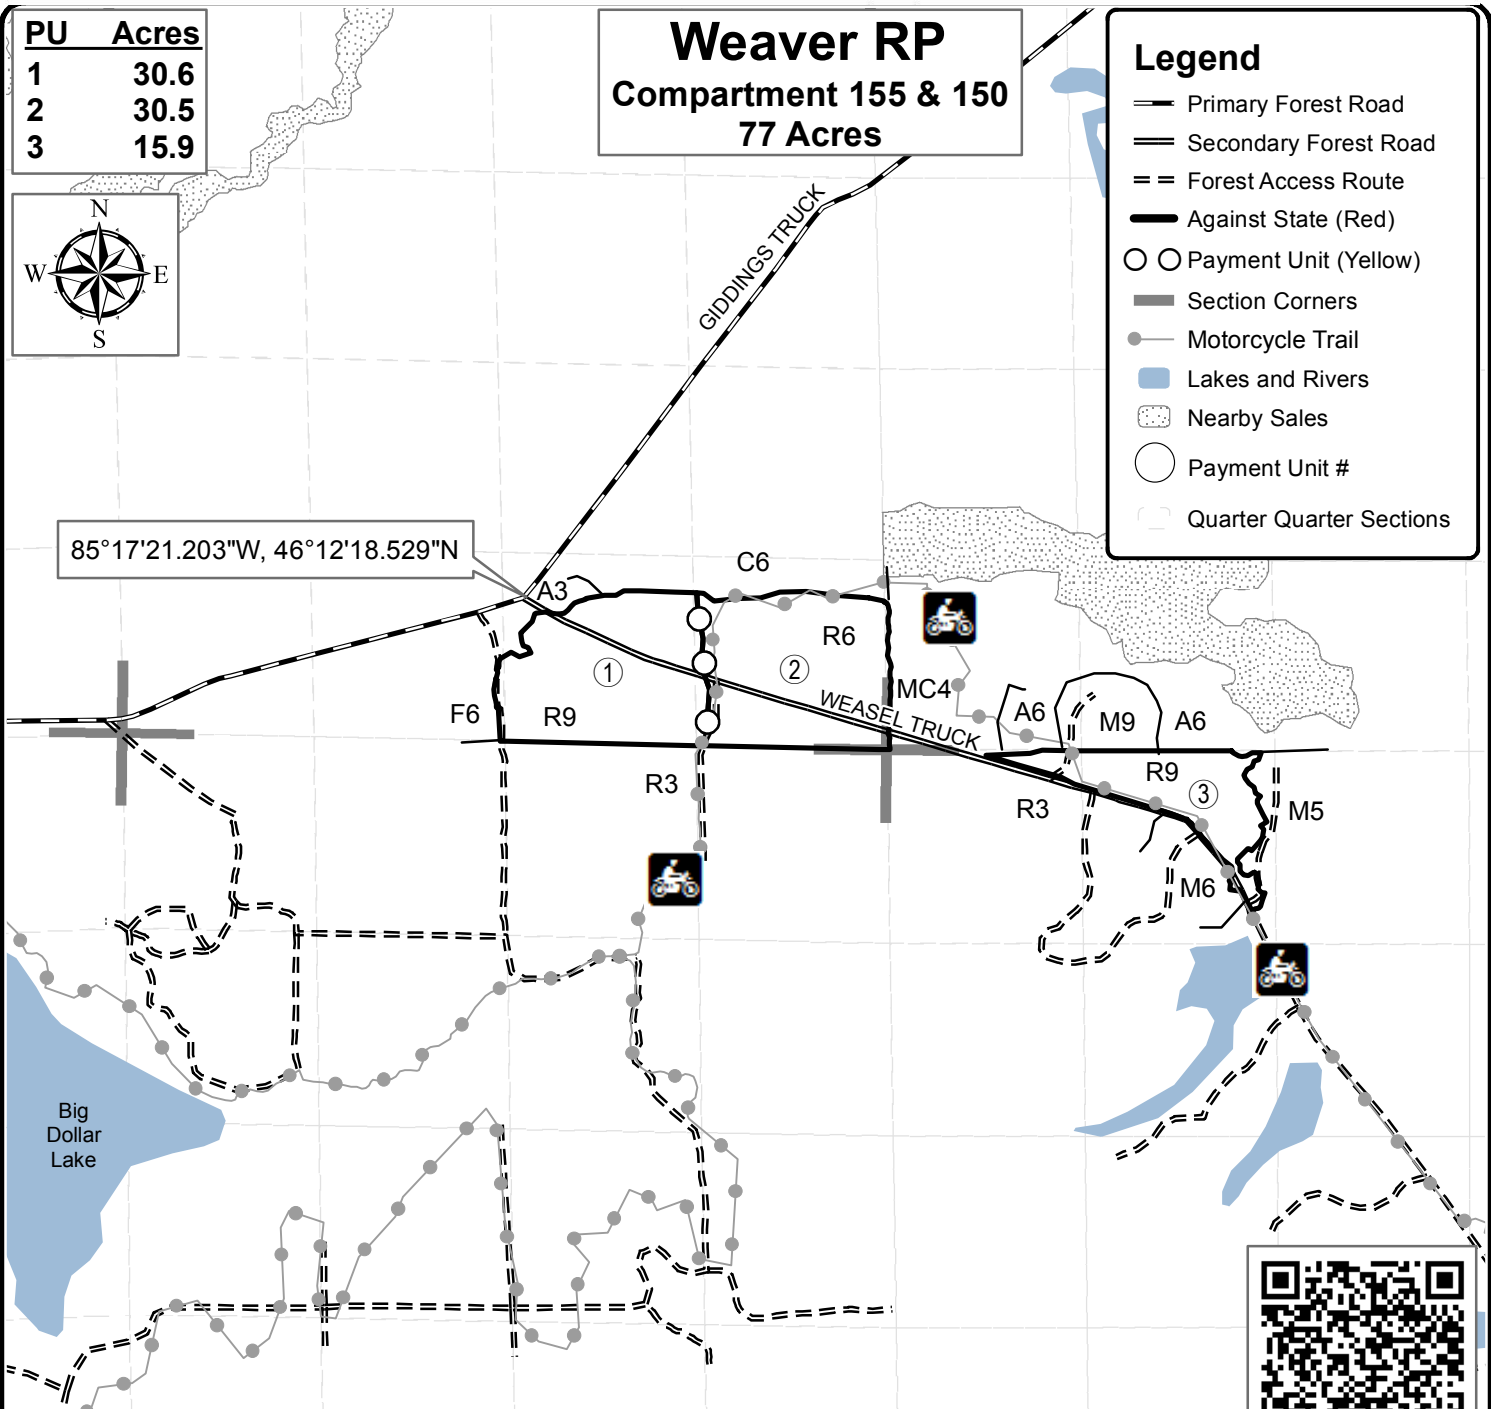 PU Acres
1 30.6
2 30.5
3 15.9
Weaver RP
Compartment 155 & 150
77 Acres
Legend
Primary Forest Road
Secondary Forest Road
Forest Access Route
Against State (Red)
Payment Unit (Yellow)
Section Corners
Motorcycle Trail
Lakes and Rivers
Nearby Sales
Payment Unit #
Quarter Quarter Sections
N
W E
S
GIDDINGS TRUCK
85°17'21.203"W, 46°12'18.529"N
A3
C6
R6
1
2
F6
R9
MC4
WEASEL TRUCK
A6
M9
A6
R3
R9
3
R3
M5
M6
Big
Dollar
Lake